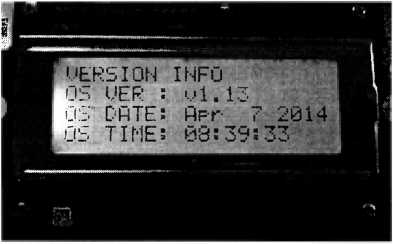 VERSION INFO
OS VER : v1.13
OS DATE: Apr  7 2014
OS TIME: 08:39:33